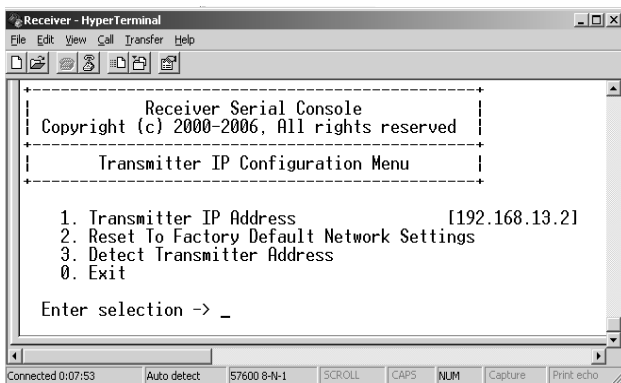 Receiver - HyperTerminal
File Edit View Call Transfer Help
Receiver Serial Console
Copyright (c) 2000-2006, All rights reserved
Transmitter IP Configuration Menu
1. Transmitter IP Address [192.168.13.2]
2. Reset To Factory Default Network Settings
3. Detect Transmitter Address
0. Exit
Enter selection -> _
Connected 0:07:53 Auto detect 57600 8-N-1 SCROLL CAPS NUM Capture Print echo